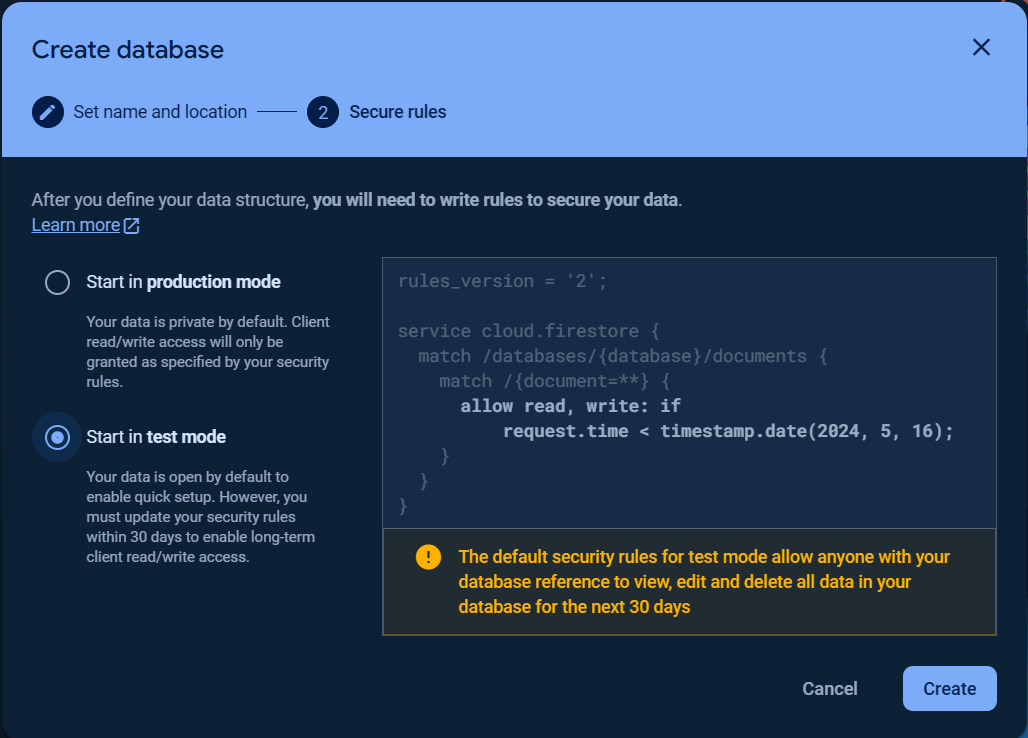 Create database
Set name and location
2
Secure rules
After you define your data structure, you will need to write rules to secure your data.
Learn more
Start in production mode
Your data is private by default. Client
read/write access will only be
granted as specified by your security
rules.
Start in test mode
Your data is open by default to
enable quick setup. However, you
must update your security rules
within 30 days to enable long-term
client read/write access.
rules_version = '2';
service cloud.firestore {
match /databases/{database}/documents {
match /{document=**} {
allow read, write: if
request.time < timestamp.date(2024, 5, 16);
}
}
}
The default security rules for test mode allow anyone with your
database reference to view, edit and delete all data in your
database for the next 30 days
Cancel
Create